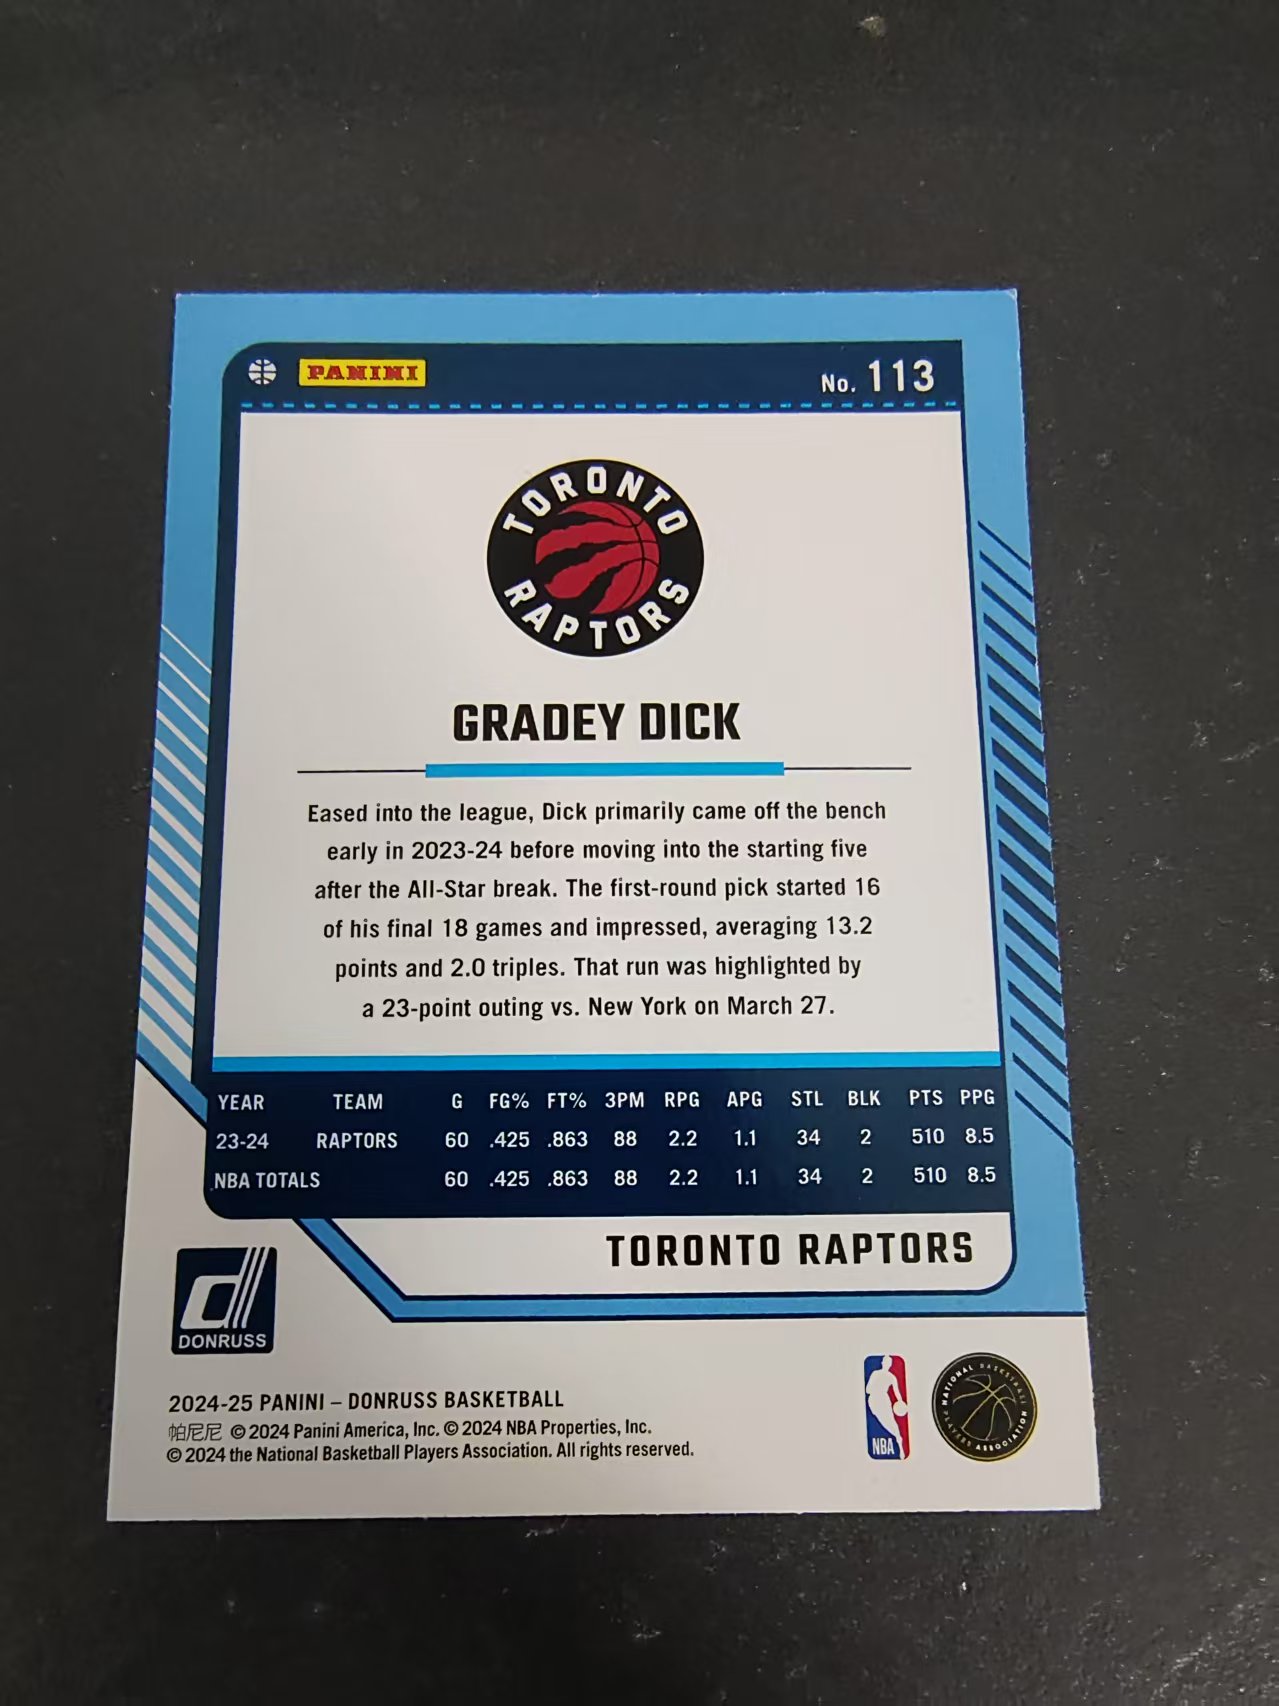 PANINI
No. 113
TORONTO
RAPTORS
GRADEY DICK
Eased into the league, Dick primarily came off the bench
early in 2023-24 before moving into the starting five
after the All-Star break. The first-round pick started 16
of his final 18 games and impressed, averaging 13.2
points and 2.0 triples. That run was highlighted by
a 23-point outing vs. New York on March 27.
YEAR TEAM G FG% FT% 3PM RPG APG STL BLK PTS PPG
23-24 RAPTORS 60 .425 .863 88 2.2 1.1 34 2 510 8.5
NBA TOTALS 60 .425 .863 88 2.2 1.1 34 2 510 8.5
TORONTO RAPTORS
DONRUSS
2024-25 PANINI – DONRUSS BASKETBALL
帕尼尼 © 2024 Panini America, Inc. © 2024 NBA Properties, Inc.
© 2024 the National Basketball Players Association. All rights reserved.
NBA
NATIONAL BASKETBALL
PLAYERS ASSOCIATION